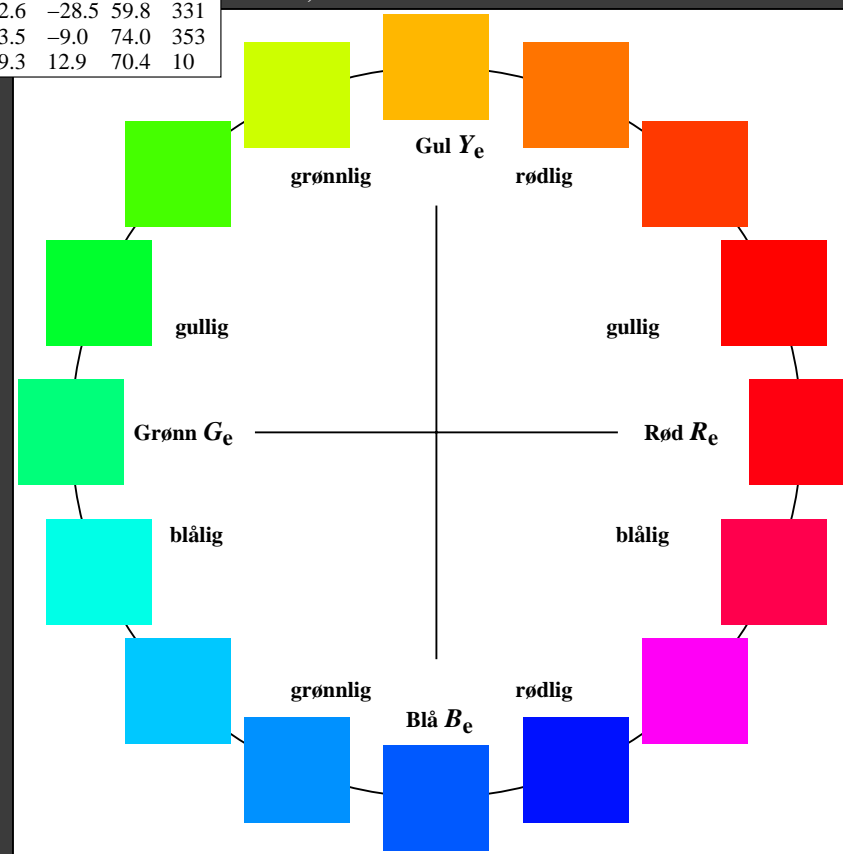 2.6 −28.5 59.8 331
3.5 −9.0 74.0 353
9.3 12.9 70.4 10
Gul Yₑ
grønnlig rødlig
gullig gullig
Grønn Gₑ Rød Rₑ
blålig blålig
grønnlig rødlig
Blå Bₑ